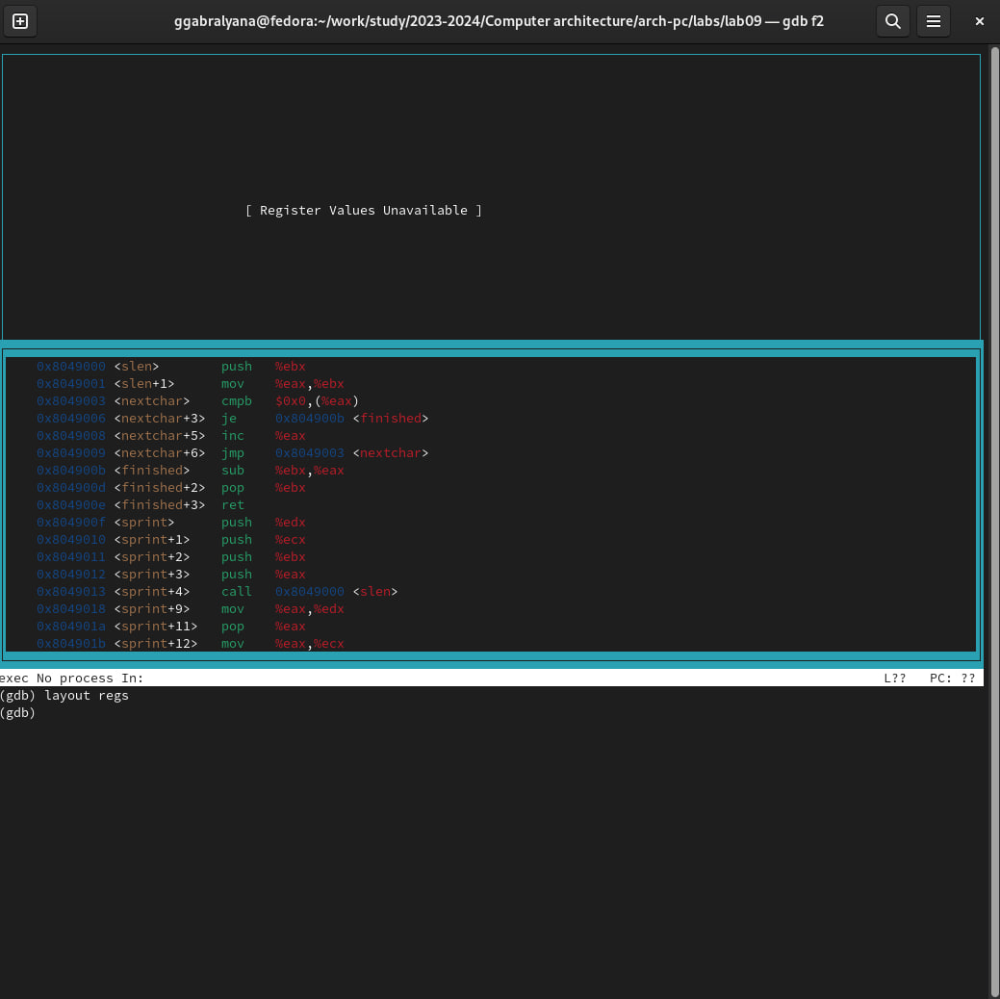 ggabralyana@fedora:~/work/study/2023-2024/Computer architecture/arch-pc/labs/lab09 — gdb f2
[ Register Values Unavailable ]
0x8049000 <slen> push %ebx
0x8049001 <slen+1> mov %eax,%ebx
0x8049003 <nextchar> cmpb $0x0,(%eax)
0x8049006 <nextchar+3> je 0x804900b <finished>
0x8049008 <nextchar+5> inc %eax
0x8049009 <nextchar+6> jmp 0x8049003 <nextchar>
0x804900b <finished> sub %ebx,%eax
0x804900d <finished+2> pop %ebx
0x804900e <finished+3> ret
0x804900f <sprint> push %edx
0x8049010 <sprint+1> push %ecx
0x8049011 <sprint+2> push %ebx
0x8049012 <sprint+3> push %eax
0x8049013 <sprint+4> call 0x8049000 <slen>
0x8049018 <sprint+9> mov %eax,%edx
0x804901a <sprint+11> pop %eax
0x804901b <sprint+12> mov %eax,%ecx
exec No process In: L?? PC: ??
(gdb) layout regs
(gdb)